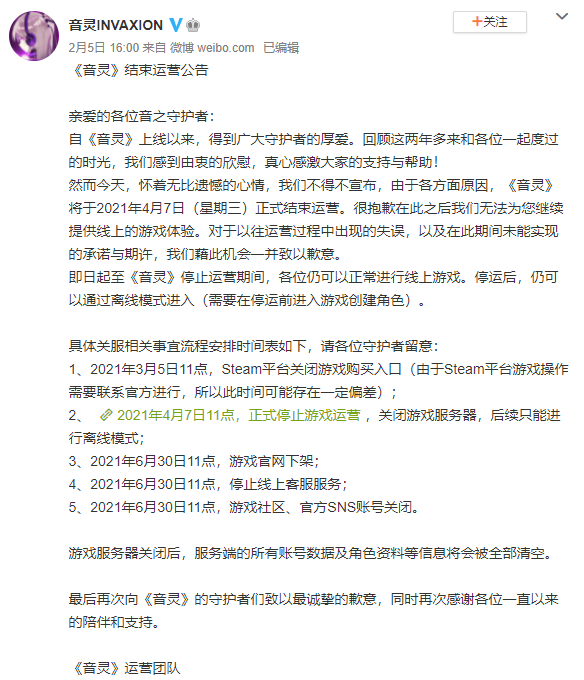 音灵INVAXION
+关注
2月5日 16:00 来自 微博 weibo.com 已编辑
《音灵》结束运营公告
亲爱的各位音之守护者：
自《音灵》上线以来，得到广大守护者的厚爱。回顾这两年多来和各位一起度过
的时光，我们感到由衷的欣慰，真心感激大家的支持与帮助！
然而今天，怀着无比遗憾的心情，我们不得不宣布，由于各方面原因，《音灵》
将于2021年4月7日（星期三）正式结束运营。很抱歉在此之后我们无法为您继续
提供线上的游戏体验。对于以往运营过程中出现的失误，以及在此期间未能实现
的承诺与期许，我们藉此机会一并致以歉意。
即日起至《音灵》停止运营期间，各位仍可以正常进行线上游戏。停运后，仍可
以通过离线模式进入（需要在停运前进入游戏创建角色）。
具体关服相关事宜流程安排时间表如下，请各位守护者留意：
1、2021年3月5日11点，Steam平台关闭游戏购买入口（由于Steam平台游戏操作
需要联系官方进行，所以此时间可能存在一定偏差）；
2、 2021年4月7日11点，正式停止游戏运营 ，关闭游戏服务器，后续只能进
行离线模式；
3、2021年6月30日11点，游戏官网下架；
4、2021年6月30日11点，停止线上客服服务；
5、2021年6月30日11点，游戏社区、官方SNS账号关闭。
游戏服务器关闭后，服务端的所有账号数据及角色资料等信息将会被全部清空。
最后再次向《音灵》的守护者们致以最诚挚的歉意，同时再次感谢各位一直以来
的陪伴和支持。
《音灵》运营团队